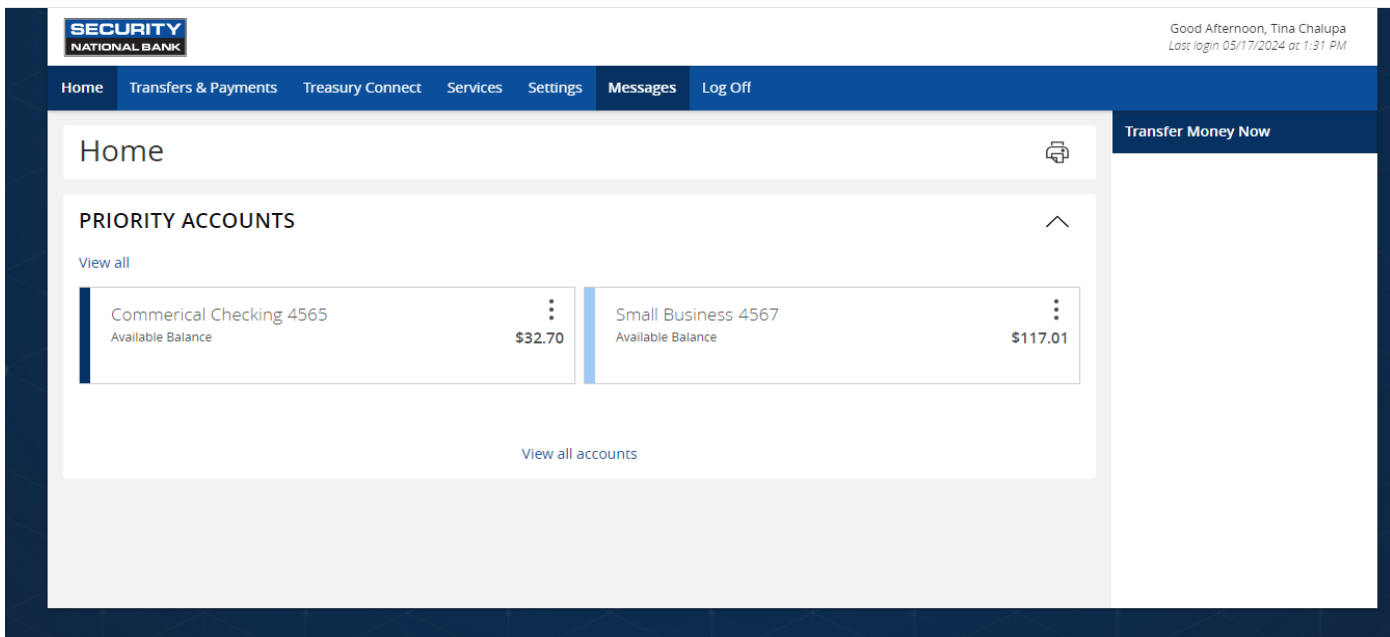 SECURITY
NATIONAL BANK
Good Afternoon, Tina Chalupa
Last login 05/17/2024 at 1:31 PM
Home Transfers & Payments Treasury Connect Services Settings Messages Log Off
Transfer Money Now
Home
PRIORITY ACCOUNTS
View all
Commerical Checking 4565
Available Balance $32.70
Small Business 4567
Available Balance $117.01
View all accounts